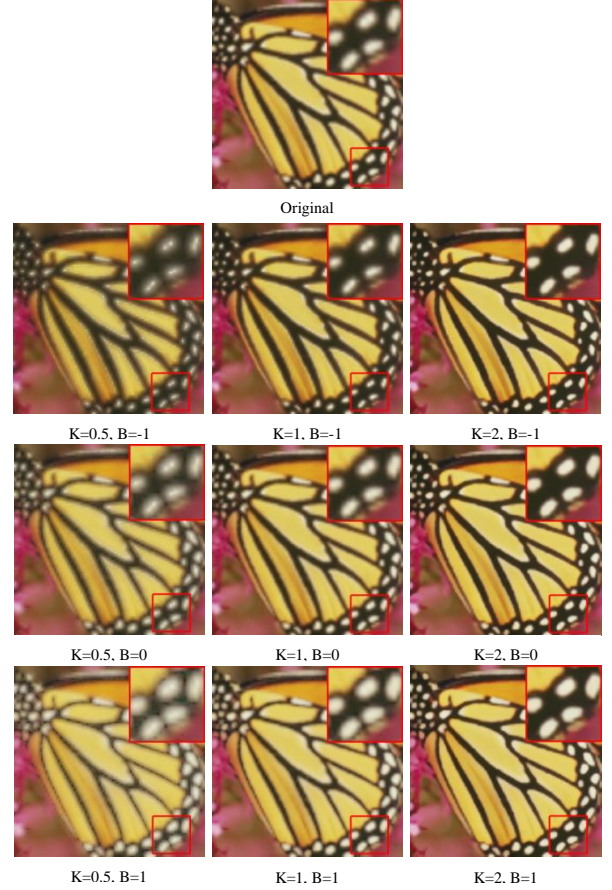 Original
K=0.5, B=-1 K=1, B=-1 K=2, B=-1
K=0.5, B=0 K=1, B=0 K=2, B=0
K=0.5, B=1 K=1, B=1 K=2, B=1